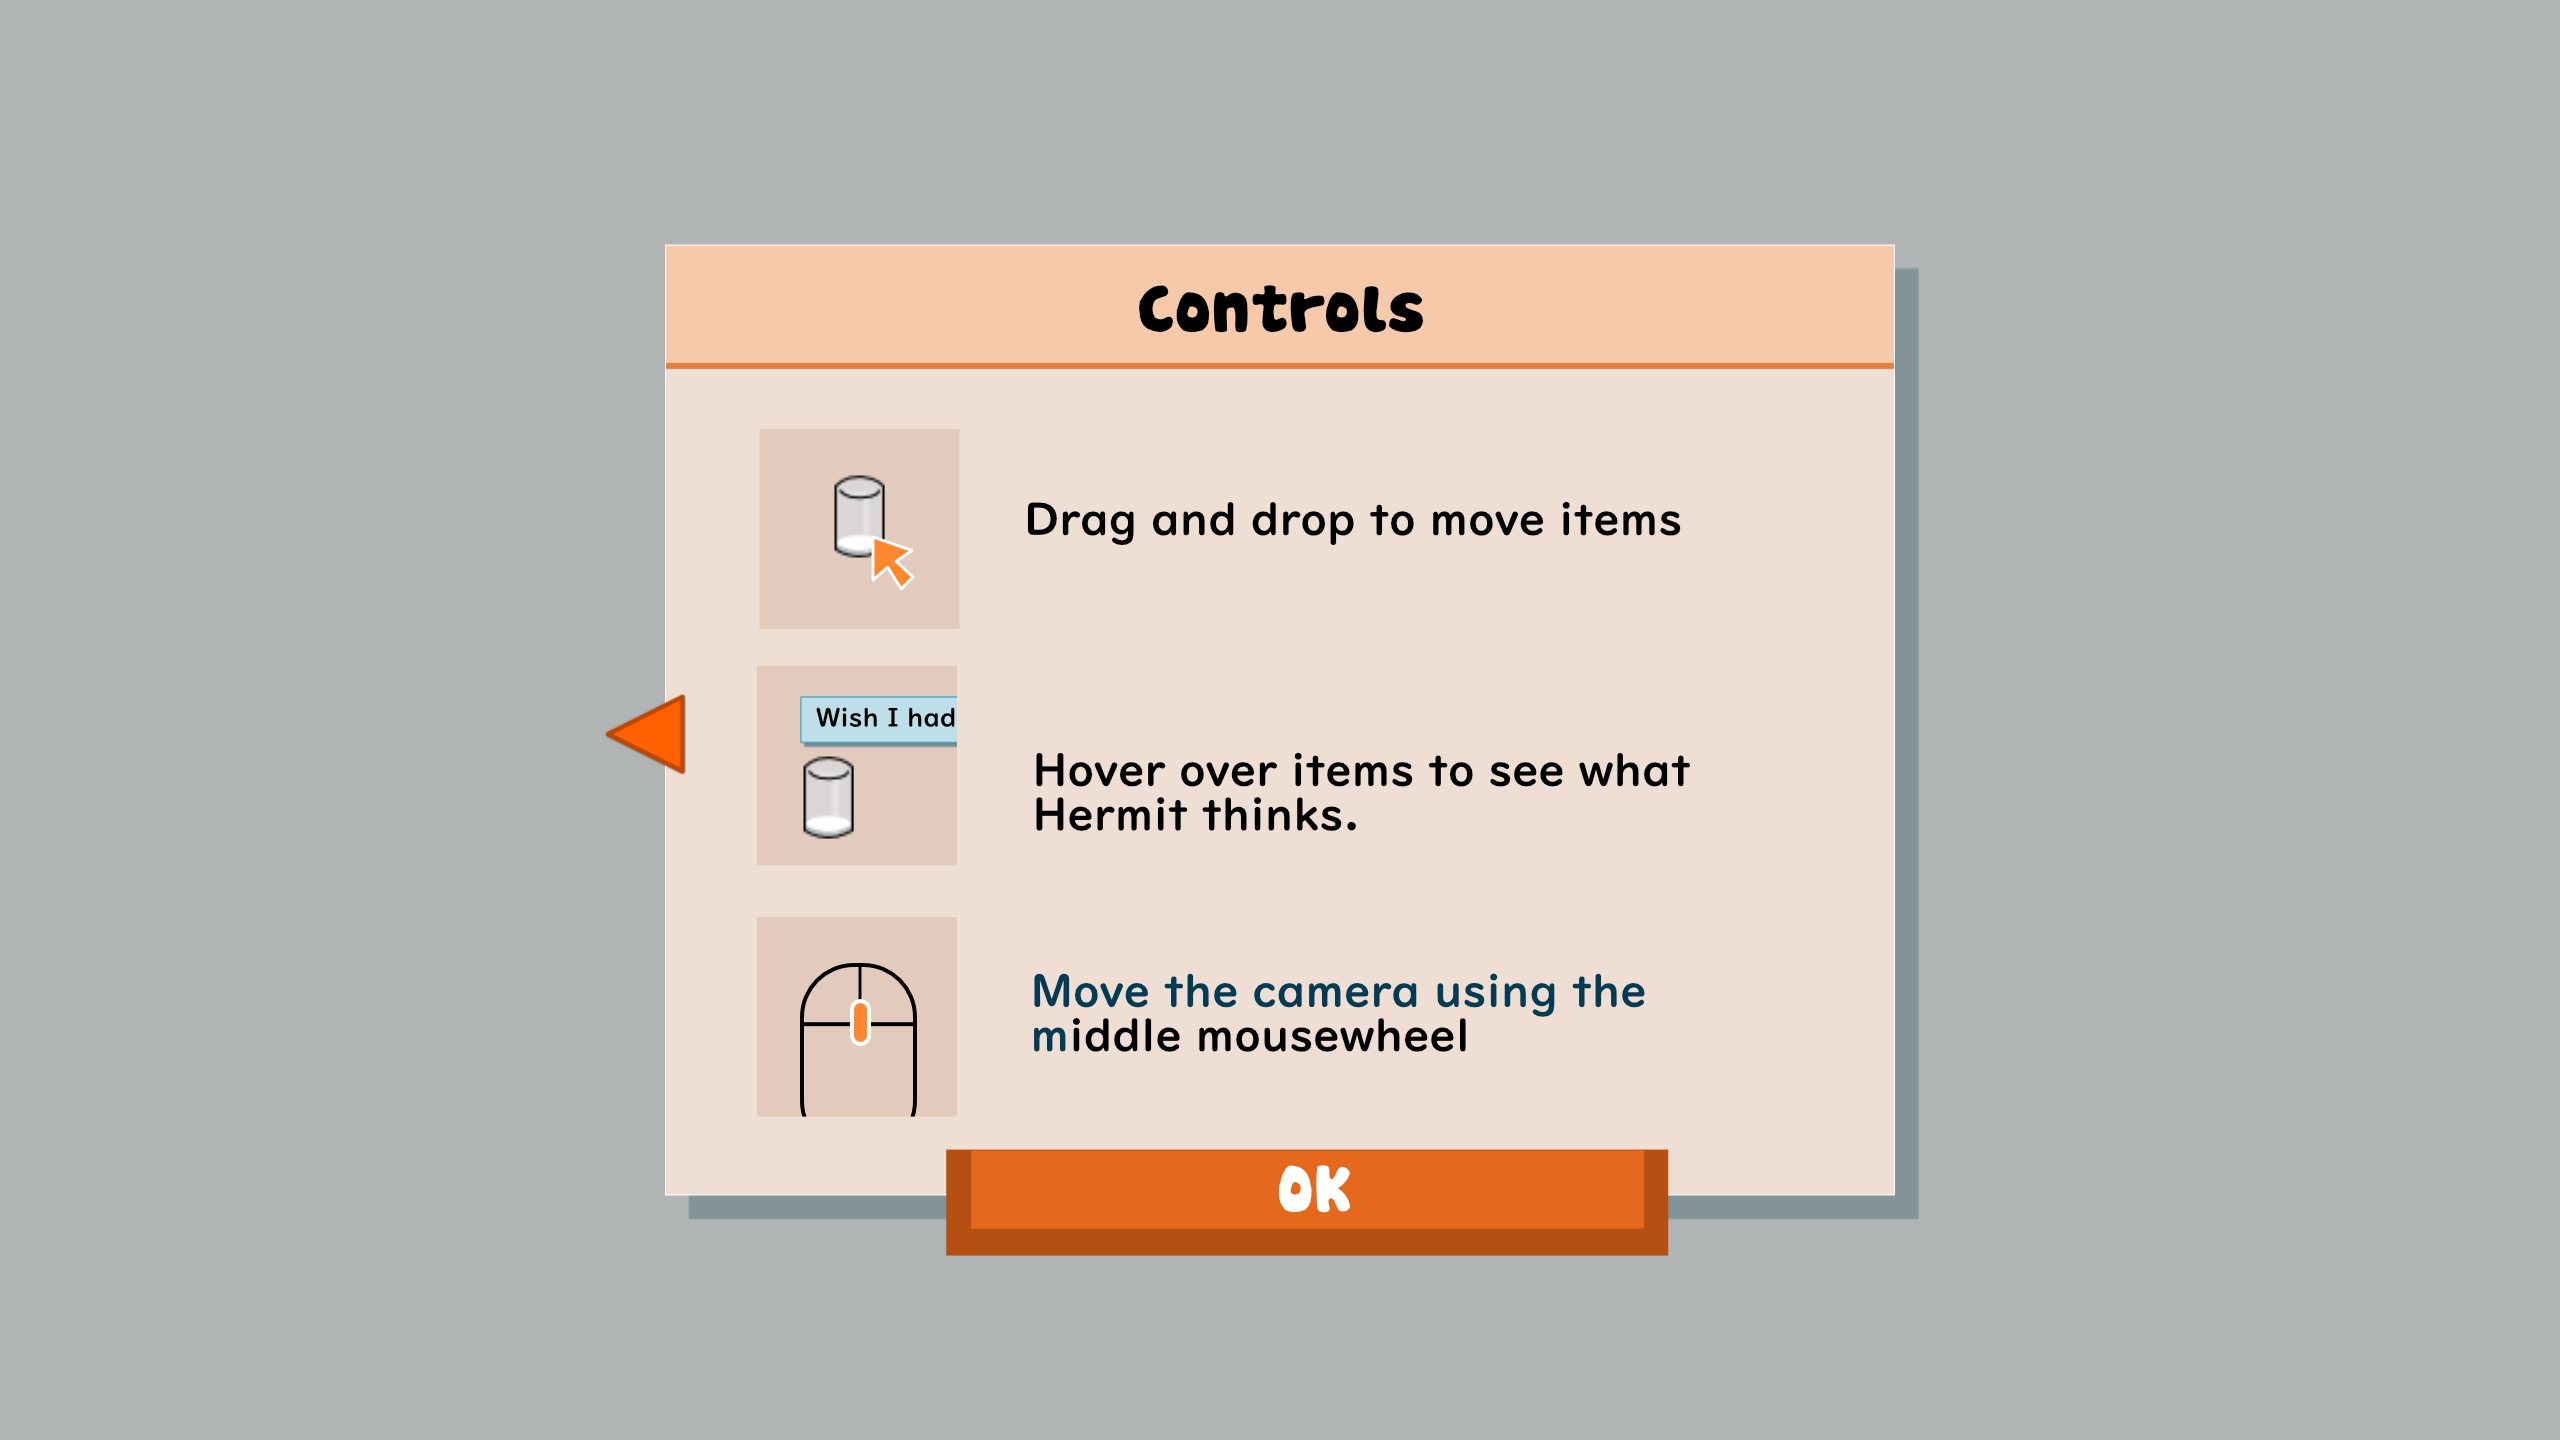 Controls
Drag and drop to move items
Wish I had
Hover over items to see what
Hermit thinks.
Move the camera using the
middle mousewheel
OK